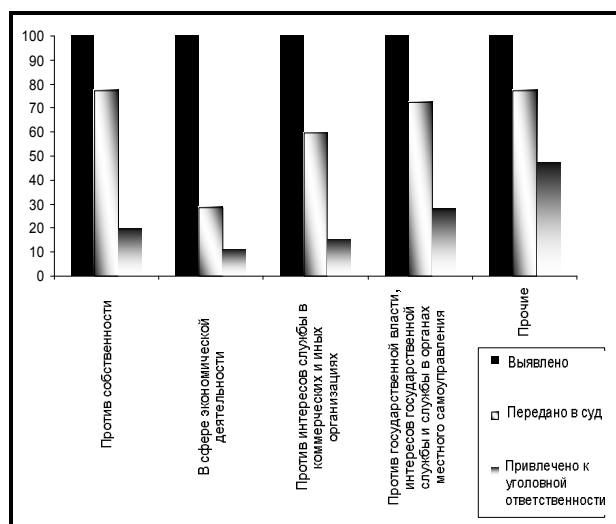 100
90
80
70
60
50
40
30
20
10
0
Против собственности
В сфере экономической
деятельности
Против интересов службы в
коммерческих и иных
организациях
Против государственной власти,
интересов государственной
службы и службы в органах
местного самоуправления
Прочие
Выявлено
Передано в суд
Привлечено к
уголовной
ответственности